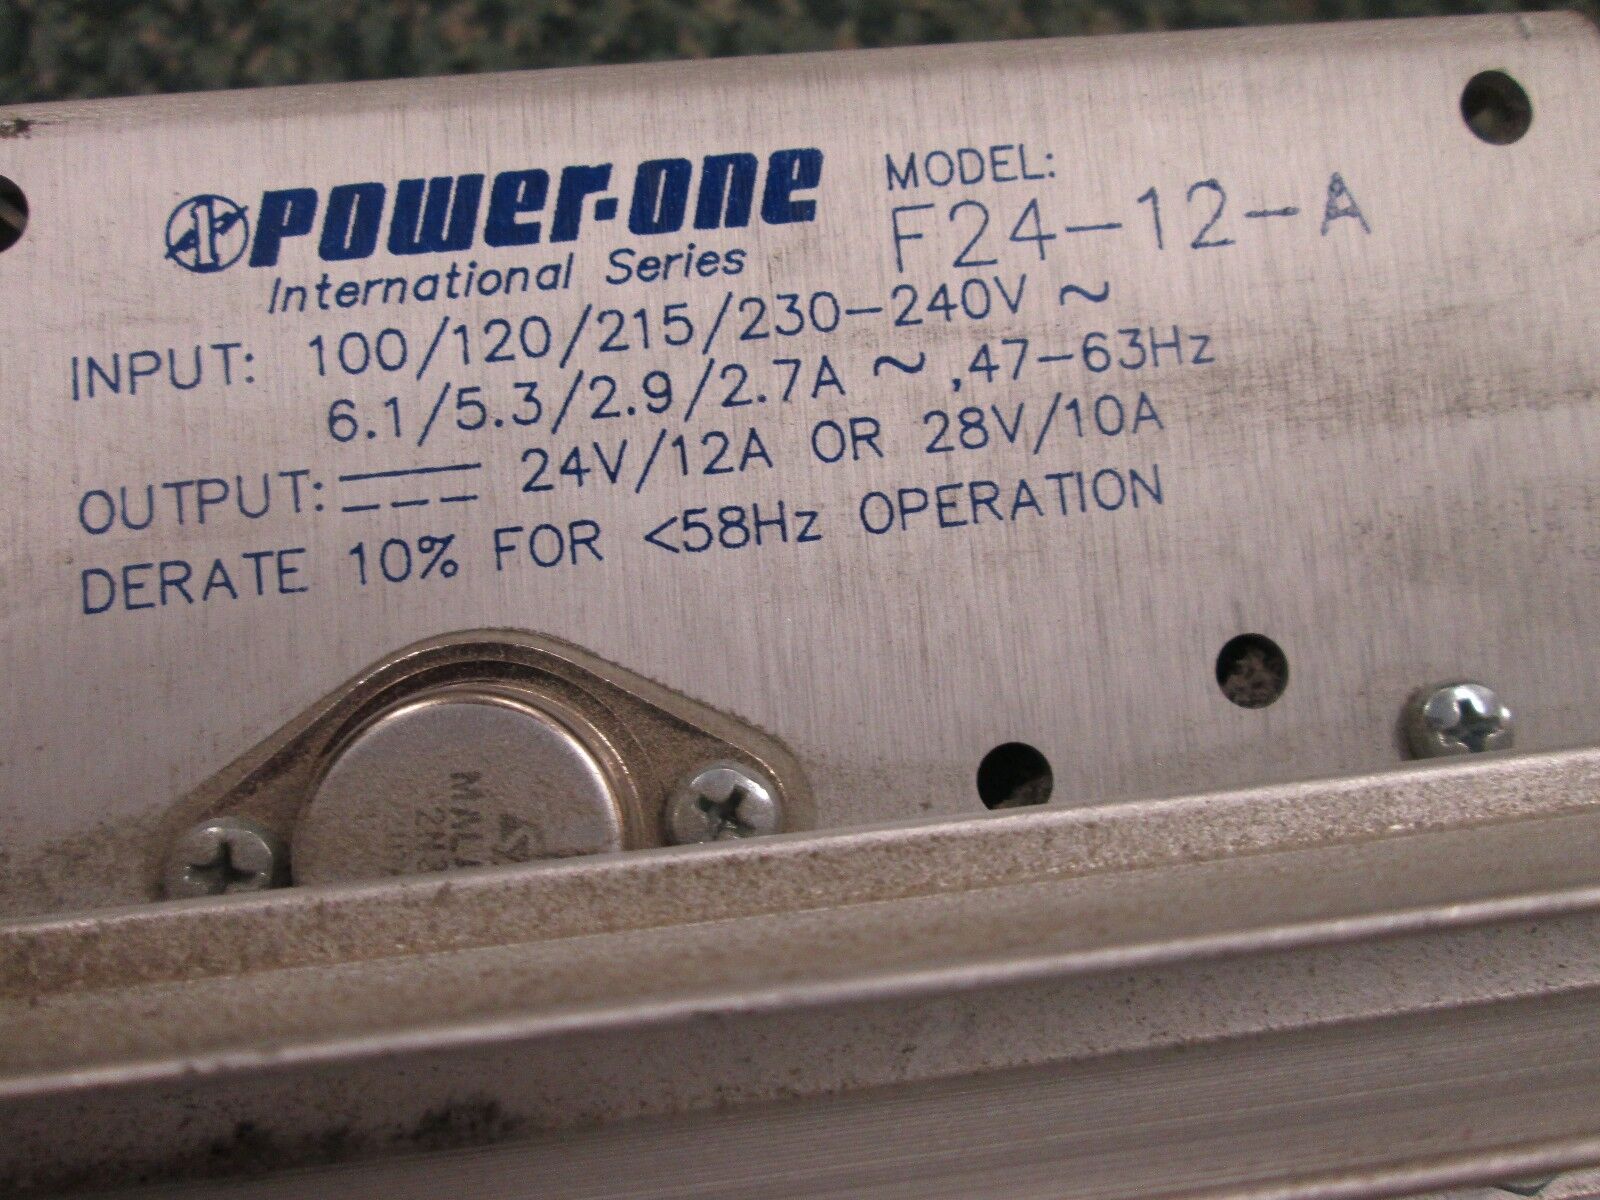 POWER-ONE
International Series
MODEL:
F24-12-A
INPUT: 100/120/215/230-240V ~
6.1/5.3/2.9/2.7A ~, 47-63Hz
OUTPUT: ⎓ 24V/12A OR 28V/10A
DERATE 10% FOR <58Hz OPERATION